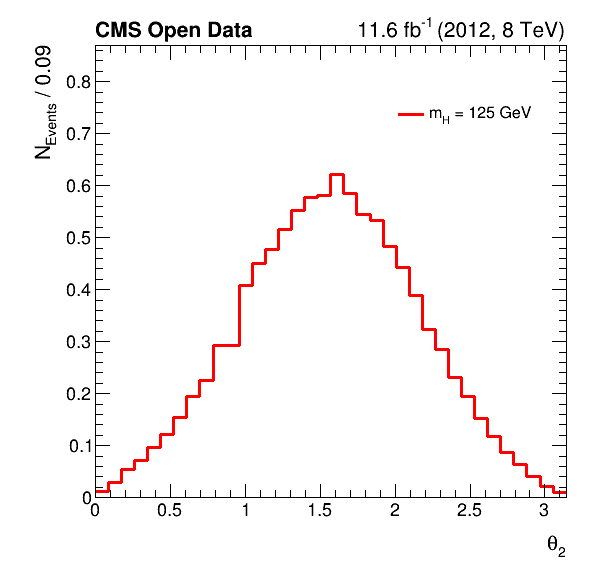 CMS Open Data 11.6 fb⁻¹ (2012, 8 TeV)
N_Events / 0.09
m_H = 125 GeV
0.8
0.7
0.6
0.5
0.4
0.3
0.2
0.1
0
0 0.5 1 1.5 2 2.5 3
θ₂